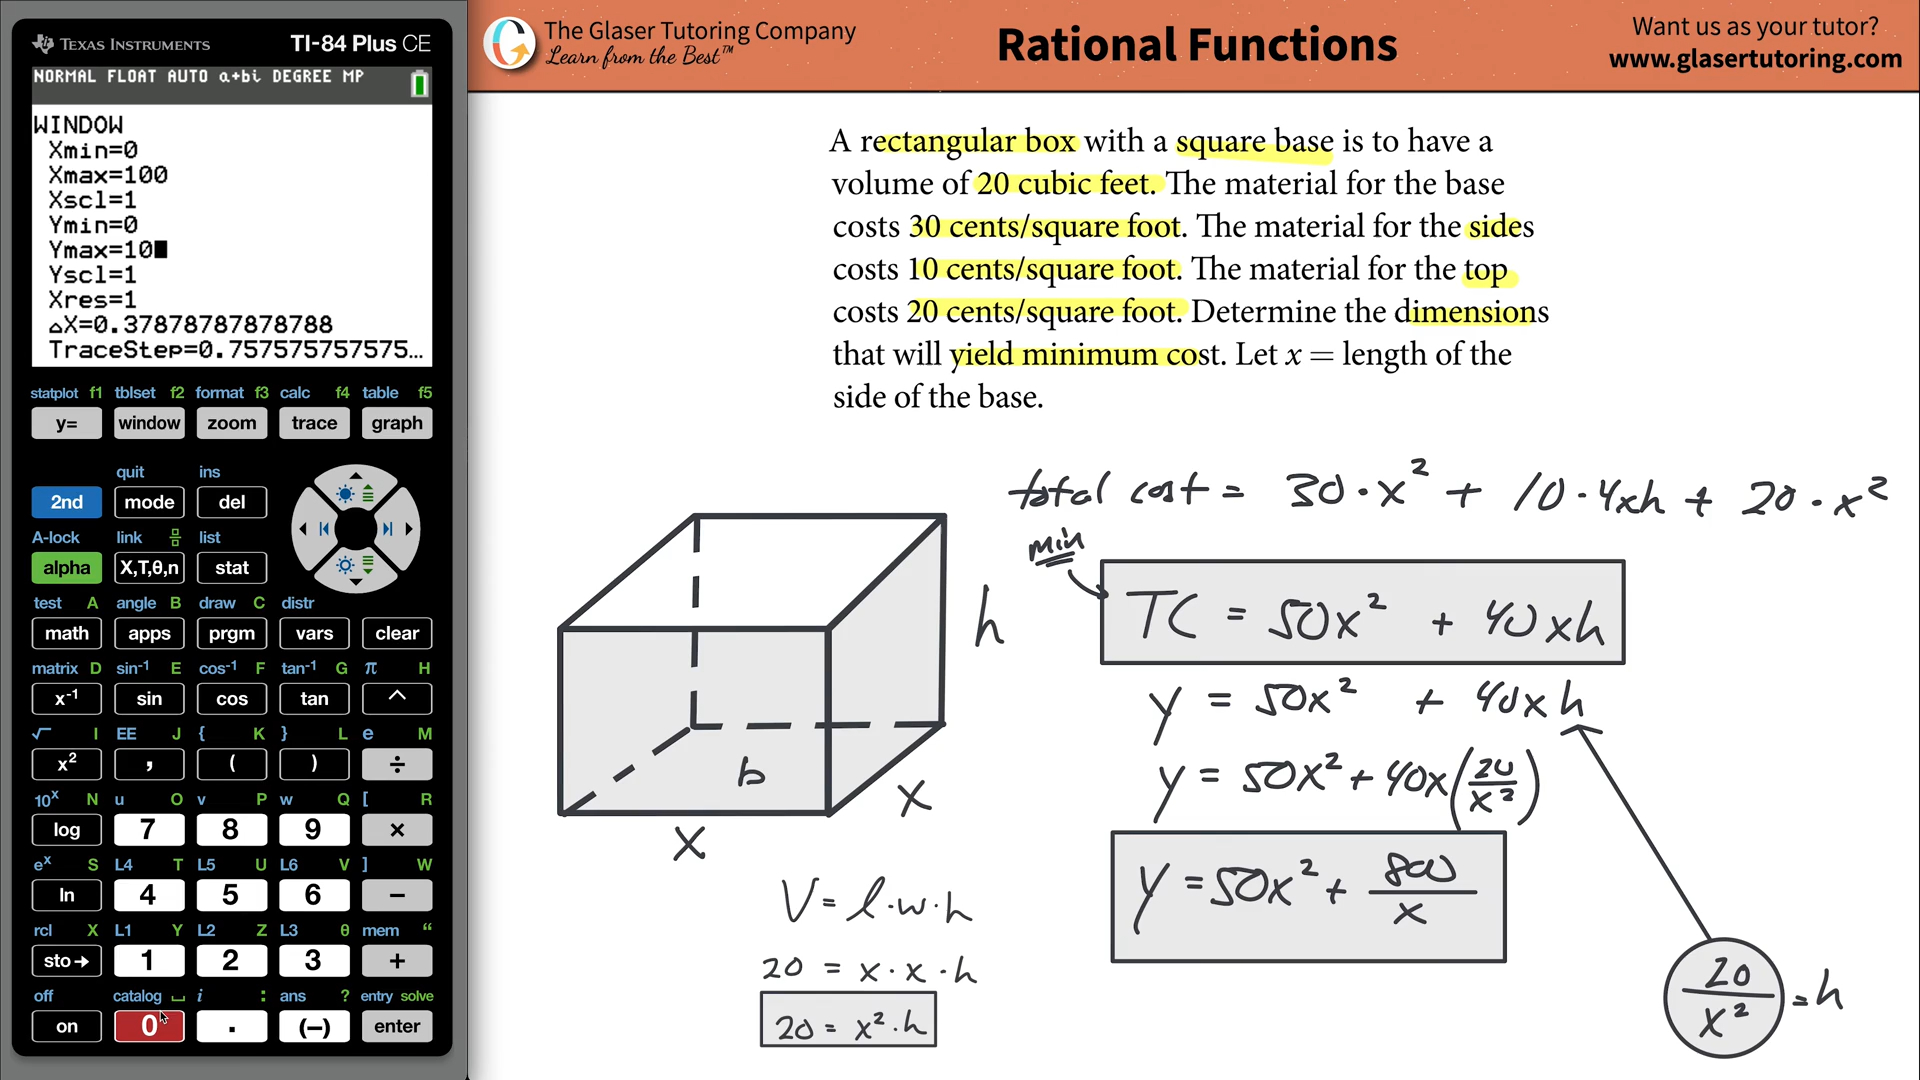 TEXAS INSTRUMENTS TI-84 Plus CE
NORMAL FLOAT AUTO a+bi DEGREE MP
WINDOW
Xmin=0
Xmax=100
Xscl=1
Ymin=0
Ymax=10
Yscl=1
Xres=1
△X=0.37878787878788
TraceStep=0.757575757575...
statplot f1 tblset f2 format f3 calc f4 table f5
y= window zoom trace graph
quit ins
2nd mode del
A-lock link list
alpha X,T,θ,n stat
test A angle B draw C distr
math apps prgm vars clear
matrix D sin⁻¹ E cos⁻¹ F tan⁻¹ G π H
x⁻¹ sin cos tan ^
√ I EE J { K } L e M
x² , ( ) ÷
10ˣ N u O v P w Q [ R
log 7 8 9 ×
eˣ S L4 T L5 U L6 V ] W
ln 4 5 6 −
rcl X L1 Y L2 Z L3 θ mem “
sto→ 1 2 3 +
off catalog ⎵ i : ans ? entry solve
on 0 . (−) enter
The Glaser Tutoring Company
Learn from the Best™
Rational Functions
Want us as your tutor?
www.glasertutoring.com
A rectangular box with a square base is to have a
volume of 20 cubic feet. The material for the base
costs 30 cents/square foot. The material for the sides
costs 10 cents/square foot. The material for the top
costs 20 cents/square foot. Determine the dimensions
that will yield minimum cost. Let x = length of the
side of the base.
total cost = 30·x² + 10·4xh + 20·x²
min
TC = 50x² + 40xh
y = 50x² + 40xh
y = 50x² + 40x(20/x²)
y = 50x² + 800/x
20/x² = h
h
b
x
x
V = l·w·h
20 = x·x·h
20 = x²·h